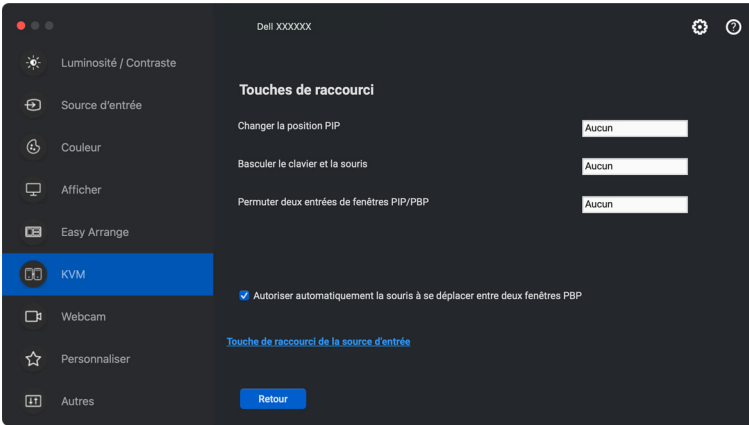 Dell XXXXXX
Luminosité / Contraste
Source d'entrée
Couleur
Afficher
Easy Arrange
KVM
Webcam
Personnaliser
Autres
Touches de raccourci
Changer la position PIP
Aucun
Basculer le clavier et la souris
Aucun
Permuter deux entrées de fenêtres PIP/PBP
Aucun
Autoriser automatiquement la souris à se déplacer entre deux fenêtres PBP
Touche de raccourci de la source d'entrée
Retour